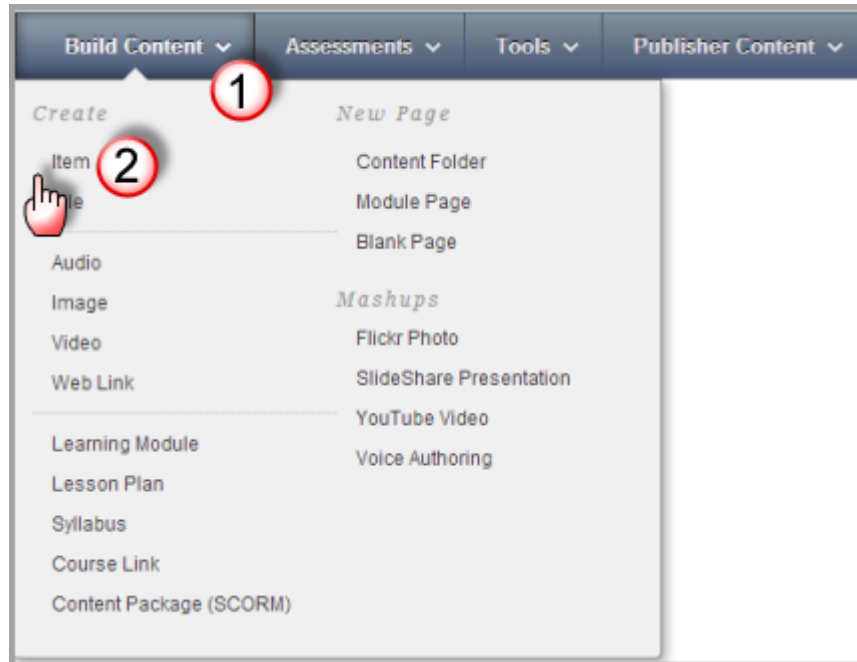 Build Content
Assessments
Tools
Publisher Content
1
Create
Item
2
Audio
Image
Video
Web Link
Learning Module
Lesson Plan
Syllabus
Course Link
Content Package (SCORM)
New Page
Content Folder
Module Page
Blank Page
Mashups
Flickr Photo
SlideShare Presentation
YouTube Video
Voice Authoring